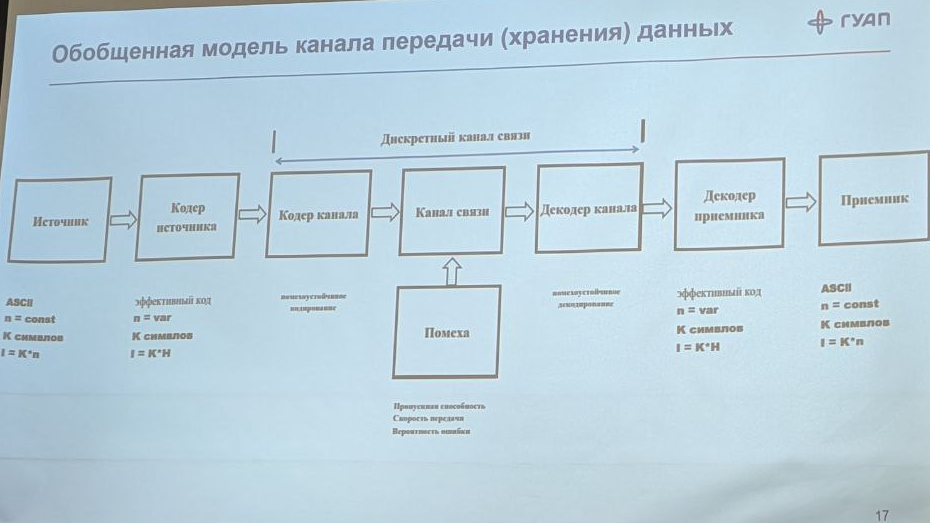 Обобщенная модель канала передачи (хранения) данных
ГУАП
Дискретный канал связи
Источник
Кодер
источника
Кодер канала
Канал связи
Декодер канала
Декодер
приемника
Приемник
ASCII
n = const
K символов
I = K*n
эффективный код
n = var
K символов
I = K*H
помехоустойчивое
кодирование
Помеха
Пропускная способность
Скорость передачи
Вероятность ошибки
помехоустойчивое
декодирование
эффективный код
n = var
K символов
I = K*H
ASCII
n = const
K символов
I = K*n
17